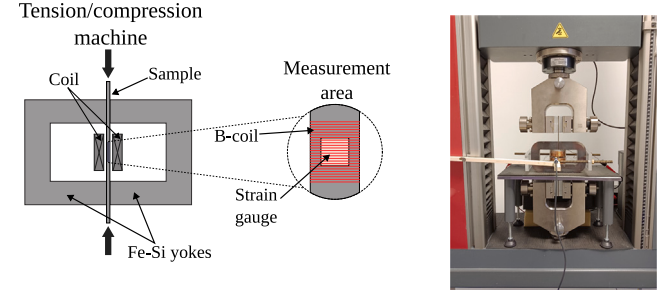 Tension/compression
machine
Coil
Sample
Measurement
area
B-coil
Strain
gauge
Fe-Si yokes